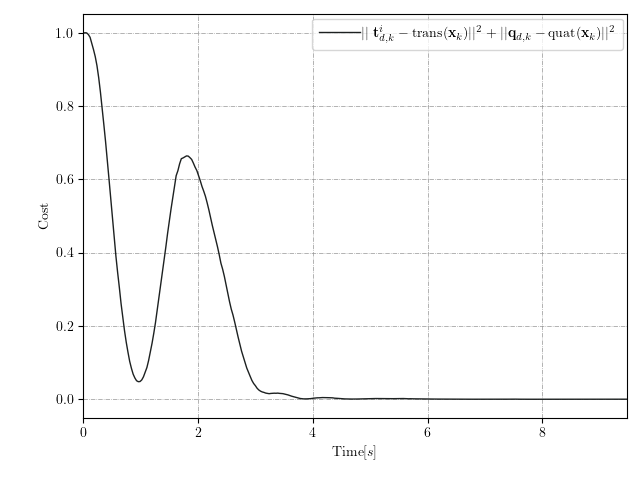 || t^i_{d,k} − trans(x_k)||^2 + ||q_{d,k} − quat(x_k)||^2
1.0
0.8
0.6
0.4
0.2
0.0
Cost
0 2 4 6 8
Time[s]